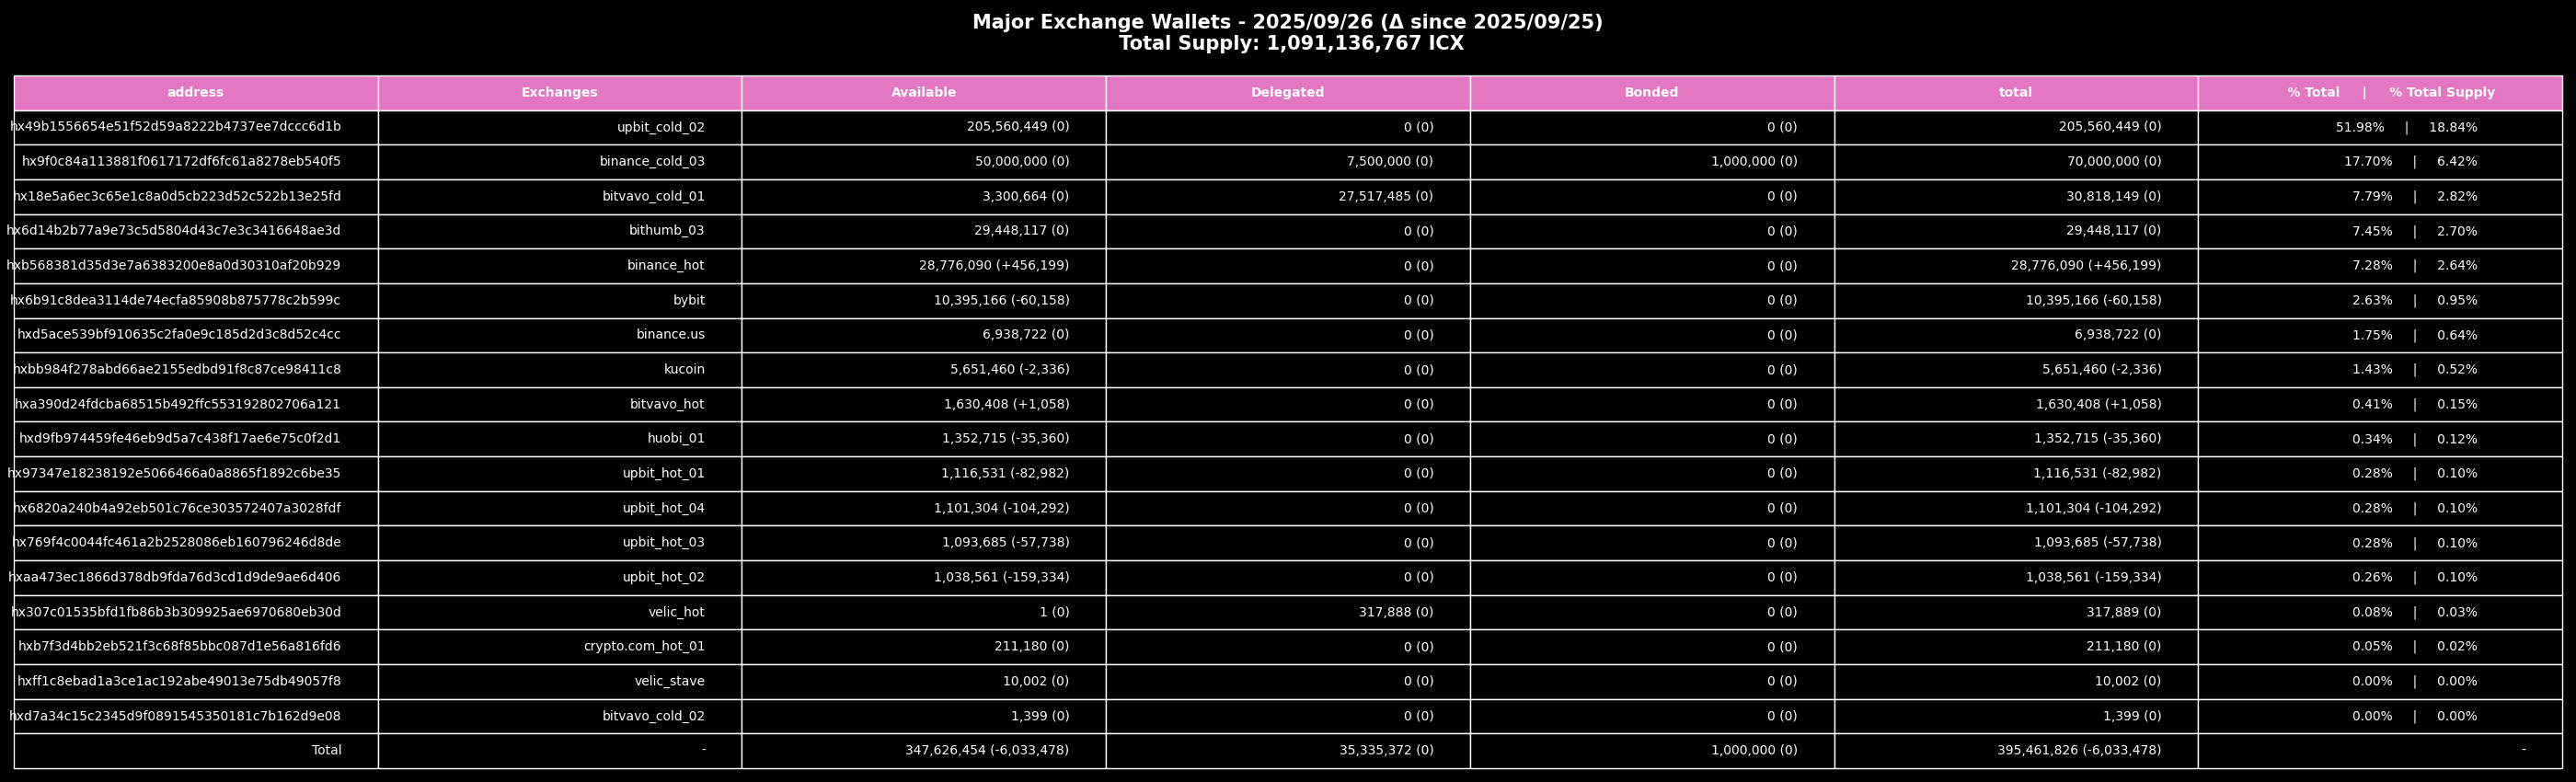 Major Exchange Wallets - 2025/09/26 (Δ since 2025/09/25)
Total Supply: 1,091,136,767 ICX
address Exchanges Available Delegated Bonded total % Total | % Total Supply
hx49b1556654e51f52d59a8222b4737ee7dccc6d1b upbit_cold_02 205,560,449 (0) 0 (0) 0 (0) 205,560,449 (0) 51.98% | 18.84%
hx9f0c84a113881f0617172df6fc61a8278eb540f5 binance_cold_03 50,000,000 (0) 7,500,000 (0) 1,000,000 (0) 70,000,000 (0) 17.70% | 6.42%
hx18e5a6ec3c65e1c8a0d5cb223d52c522b13e25fd bitvavo_cold_01 3,300,664 (0) 27,517,485 (0) 0 (0) 30,818,149 (0) 7.79% | 2.82%
hx6d14b2b77a9e73c5d5804d43c7e3c3416648ae3d bithumb_03 29,448,117 (0) 0 (0) 0 (0) 29,448,117 (0) 7.45% | 2.70%
hxb568381d35d3e7a6383200e8a0d30310af20b929 binance_hot 28,776,090 (+456,199) 0 (0) 0 (0) 28,776,090 (+456,199) 7.28% | 2.64%
hx6b91c8dea3114de74ecfa85908b875778c2b599c bybit 10,395,166 (-60,158) 0 (0) 0 (0) 10,395,166 (-60,158) 2.63% | 0.95%
hxd5ace539bf910635c2fa0e9c185d2d3c8d52c4cc binance.us 6,938,722 (0) 0 (0) 0 (0) 6,938,722 (0) 1.75% | 0.64%
hxbb984f278abd66ae2155edbd91f8c87ce98411c8 kucoin 5,651,460 (-2,336) 0 (0) 0 (0) 5,651,460 (-2,336) 1.43% | 0.52%
hxa390d24fdcba68515b492ffc553192802706a121 bitvavo_hot 1,630,408 (+1,058) 0 (0) 0 (0) 1,630,408 (+1,058) 0.41% | 0.15%
hxd9fb974459fe46eb9d5a7c438f17ae6e75c0f2d1 huobi_01 1,352,715 (-35,360) 0 (0) 0 (0) 1,352,715 (-35,360) 0.34% | 0.12%
hx97347e18238192e5066466a0a8865f1892c6be35 upbit_hot_01 1,116,531 (-82,982) 0 (0) 0 (0) 1,116,531 (-82,982) 0.28% | 0.10%
hx6820a240b4a92eb501c76ce303572407a3028fdf upbit_hot_04 1,101,304 (-104,292) 0 (0) 0 (0) 1,101,304 (-104,292) 0.28% | 0.10%
hx769f4c0044fc461a2b2528086eb160796246d8de upbit_hot_03 1,093,685 (-57,738) 0 (0) 0 (0) 1,093,685 (-57,738) 0.28% | 0.10%
hxaa473ec1866d378db9fda76d3cd1d9de9ae6d406 upbit_hot_02 1,038,561 (-159,334) 0 (0) 0 (0) 1,038,561 (-159,334) 0.26% | 0.10%
hx307c01535bfd1fb86b3b309925ae6970680eb30d velic_hot 1 (0) 317,888 (0) 0 (0) 317,889 (0) 0.08% | 0.03%
hxb7f3d4bb2eb521f3c68f85bbc087d1e56a816fd6 crypto.com_hot_01 211,180 (0) 0 (0) 0 (0) 211,180 (0) 0.05% | 0.02%
hxff1c8ebad1a3ce1ac192abe49013e75db49057f8 velic_stave 10,002 (0) 0 (0) 0 (0) 10,002 (0) 0.00% | 0.00%
hxd7a34c15c2345d9f0891545350181c7b162d9e08 bitvavo_cold_02 1,399 (0) 0 (0) 0 (0) 1,399 (0) 0.00% | 0.00%
Total - 347,626,454 (-6,033,478) 35,335,372 (0) 1,000,000 (0) 395,461,826 (-6,033,478) -